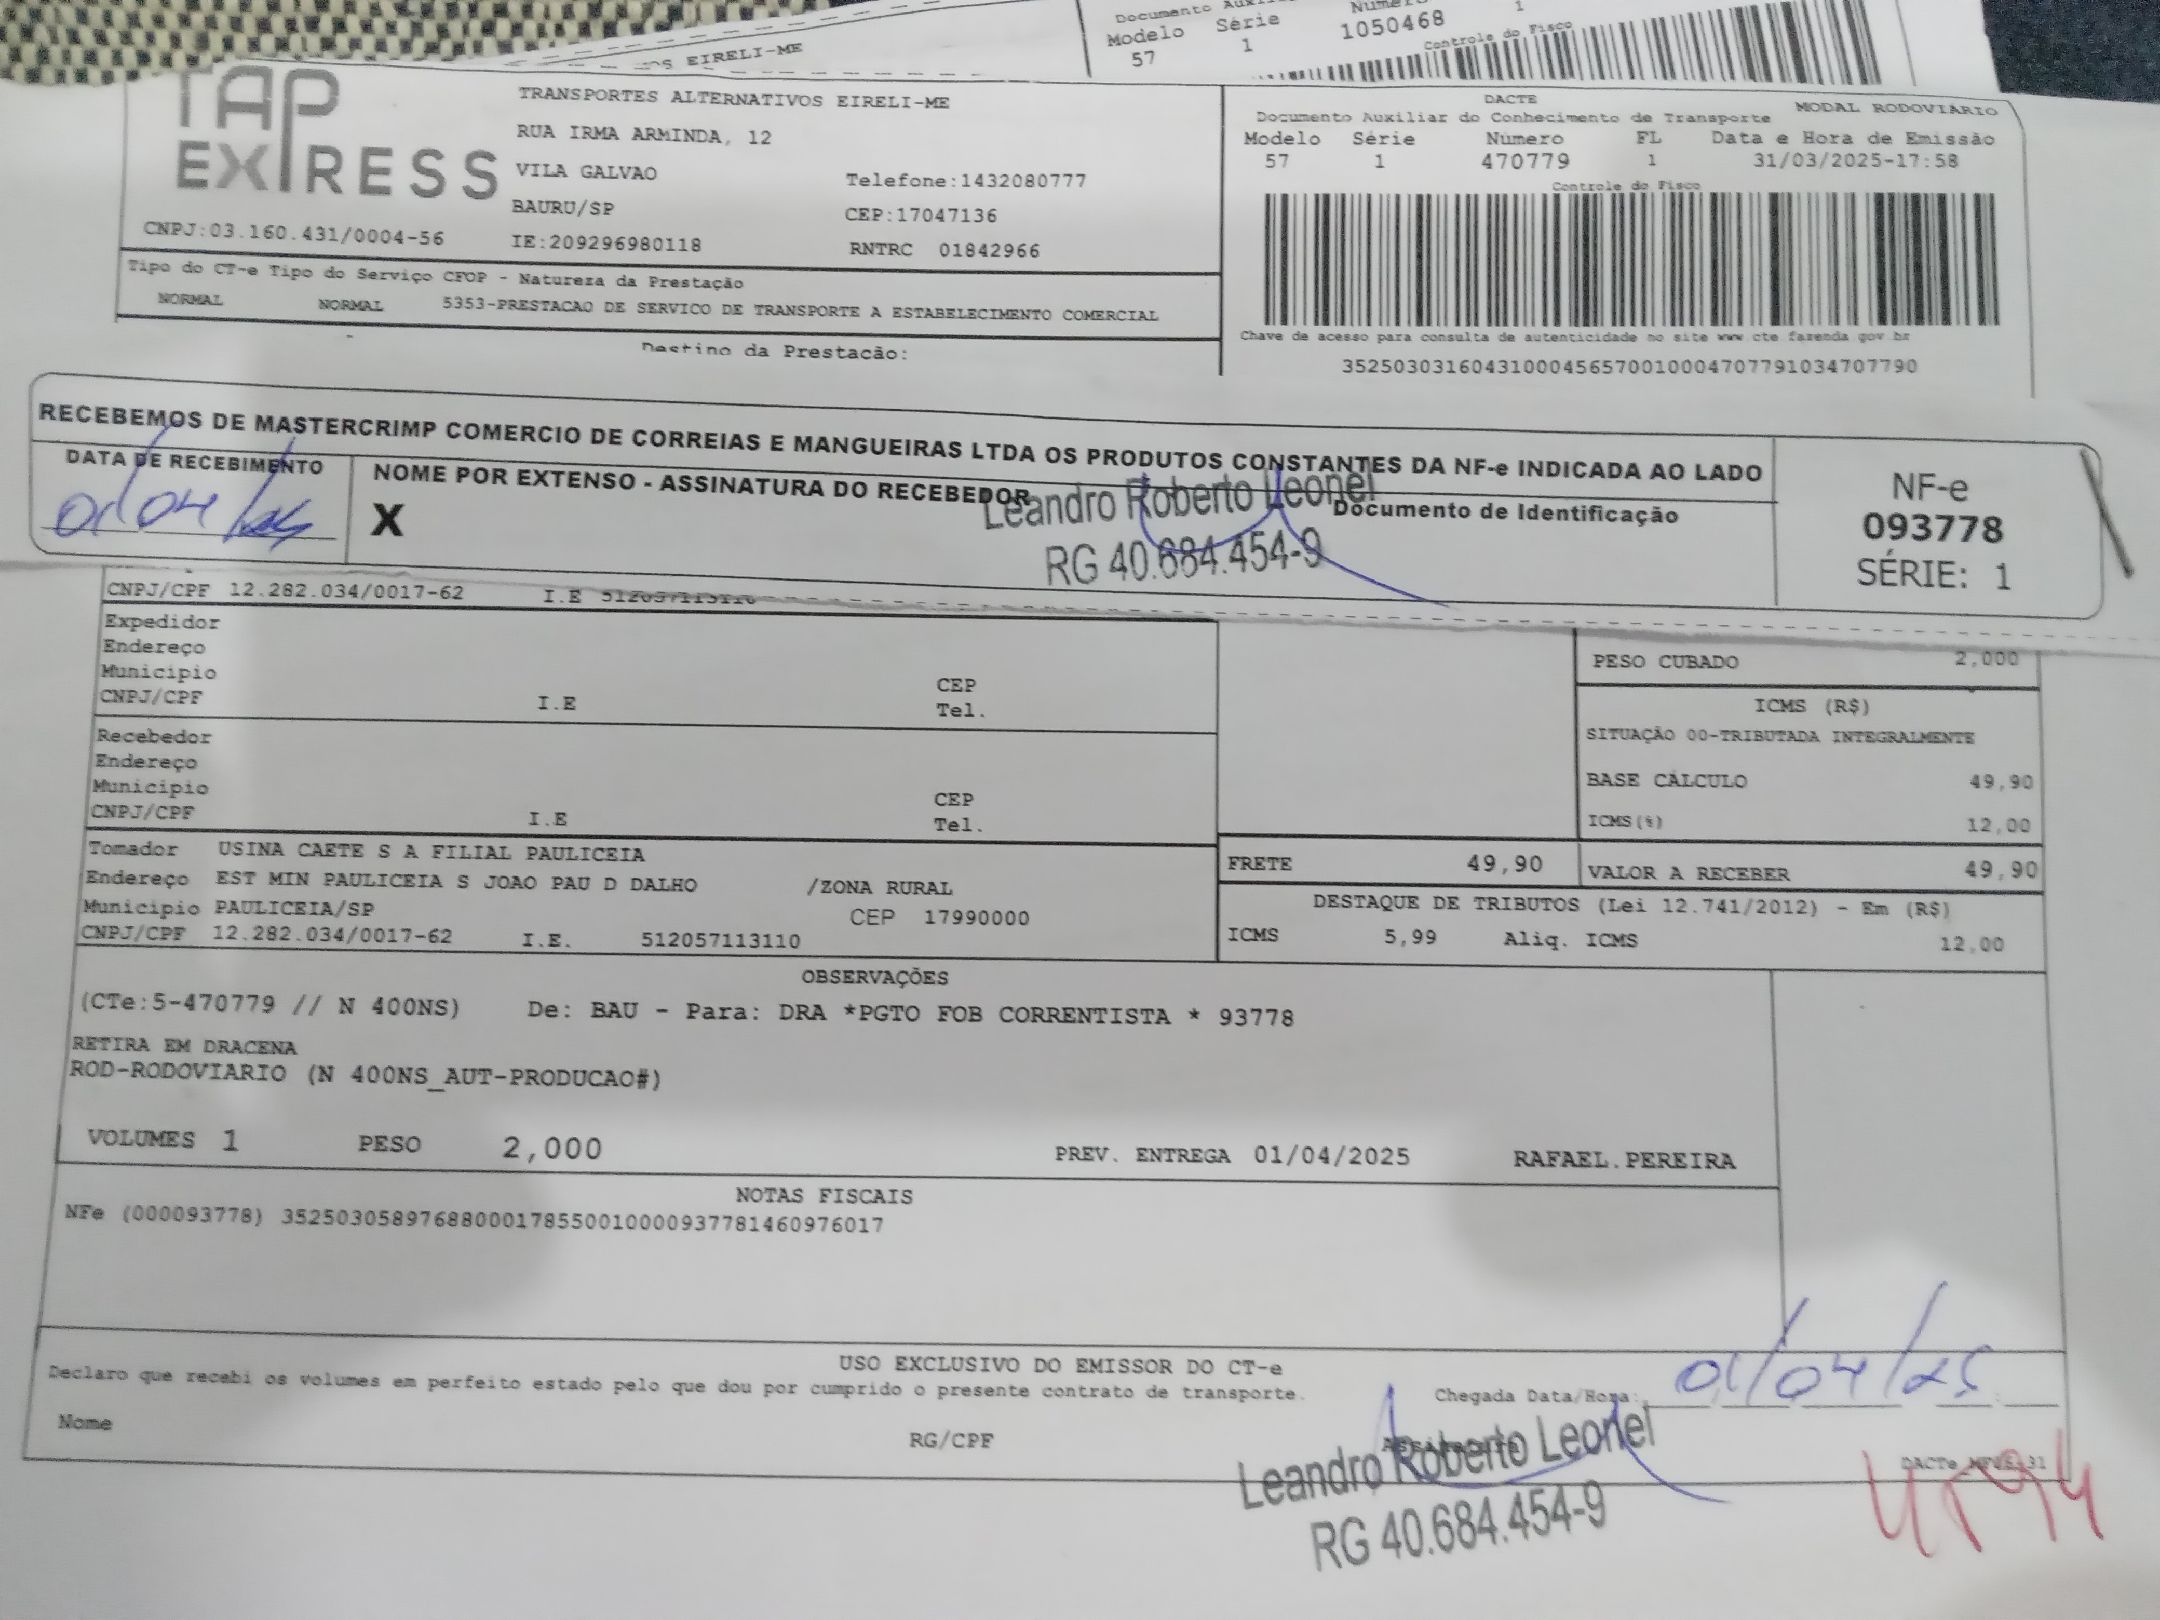 Documento
Modelo Série
57 1 1050468 1
Controle do Fisco
EIRELI-ME
TAP EXPRESS
CNPJ:03.160.431/0004-56
TRANSPORTES ALTERNATIVOS EIRELI-ME
RUA IRMA ARMINDA, 12
VILA GALVAO Telefone:1432080777
BAURU/SP CEP:17047136
IE:209296980118 RNTRC 01842966
DACTE MODAL RODOVIÁRIO
Documento Auxiliar do Conhecimento de Transporte
Modelo Série Número FL Data e Hora de Emissão
57 1 470779 1 31/03/2025-17:58
Controle do Fisco
Tipo do CT-e Tipo do Serviço CFOP - Natureza da Prestação
NORMAL NORMAL 5353-PRESTACAO DE SERVICO DE TRANSPORTE A ESTABELECIMENTO COMERCIAL
Chave de acesso para consulta de autenticidade no site www.cte.fazenda.gov.br
35250303160431000456570010004707791034707790
Destino da Prestação:
RECEBEMOS DE MASTERCRIMP COMERCIO DE CORREIAS E MANGUEIRAS LTDA OS PRODUTOS CONSTANTES DA NF-e INDICADA AO LADO
DATA DE RECEBIMENTO
01/04/25
NOME POR EXTENSO - ASSINATURA DO RECEBEDOR
X
Leandro Roberto Leonel
RG 40.684.454-9
Documento de Identificação
NF-e
093778
SÉRIE: 1
CNPJ/CPF 12.282.034/0017-62 I.E 512057113110
Expedidor
Endereço
Município CEP
CNPJ/CPF I.E Tel.
Recebedor
Endereço
Município CEP
CNPJ/CPF I.E Tel.
PESO CUBADO 2,000
ICMS (R$)
SITUAÇÃO 00-TRIBUTADA INTEGRALMENTE
BASE CÁLCULO 49,90
ICMS(%) 12,00
Tomador USINA CAETE S A FILIAL PAULICEIA
Endereço EST MIN PAULICEIA S JOAO PAU D DALHO /ZONA RURAL
Município PAULICEIA/SP CEP 17990000
CNPJ/CPF 12.282.034/0017-62 I.E. 512057113110
FRETE 49,90 VALOR A RECEBER 49,90
DESTAQUE DE TRIBUTOS (Lei 12.741/2012) - Em (R$)
ICMS 5,99 Aliq. ICMS 12,00
OBSERVAÇÕES
(CTe:5-470779 // N 400NS) De: BAU - Para: DRA *PGTO FOB CORRENTISTA * 93778
RETIRA EM DRACENA
ROD-RODOVIARIO (N 400NS_AUT-PRODUCAO#)
VOLUMES 1 PESO 2,000 PREV. ENTREGA 01/04/2025 RAFAEL.PEREIRA
NOTAS FISCAIS
NFe (000093778) 35250305897688000178550010000937781460976017
USO EXCLUSIVO DO EMISSOR DO CT-e
Declaro que recebi os volumes em perfeito estado pelo que dou por cumprido o presente contrato de transporte.
Chegada Data/Hora: 01/04/25
Nome RG/CPF
Leandro Roberto Leonel
RG 40.684.454-9